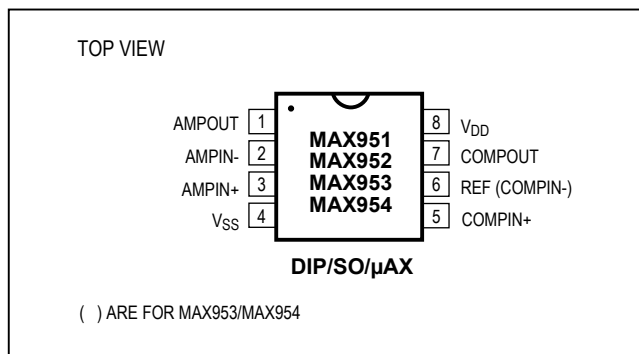 TOP VIEW
AMPOUT 1
AMPIN- 2
AMPIN+ 3
VSS 4
MAX951
MAX952
MAX953
MAX954
8 VDD
7 COMPOUT
6 REF (COMPIN-)
5 COMPIN+
DIP/SO/µAX
( ) ARE FOR MAX953/MAX954